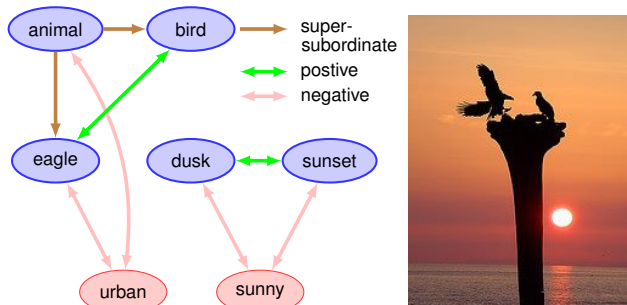 animal
bird
super-
subordinate
postive
negative
eagle
dusk
sunset
urban
sunny